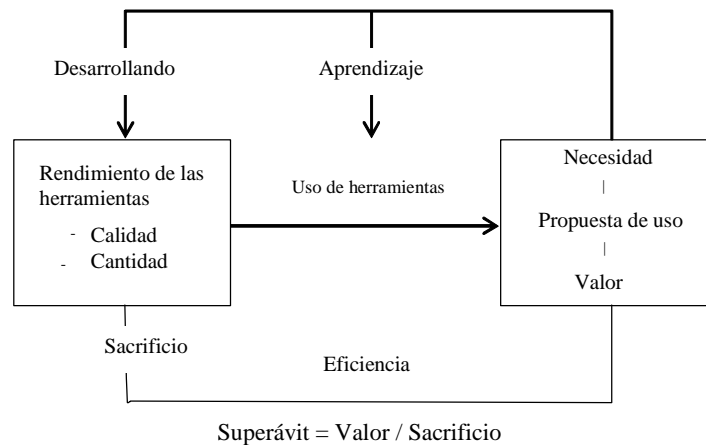 Desarrollando
Aprendizaje
Rendimiento de las
herramientas
- Calidad
- Cantidad
Uso de herramientas
Necesidad
Propuesta de uso
Valor
Sacrificio
Eficiencia
Superávit = Valor / Sacrificio